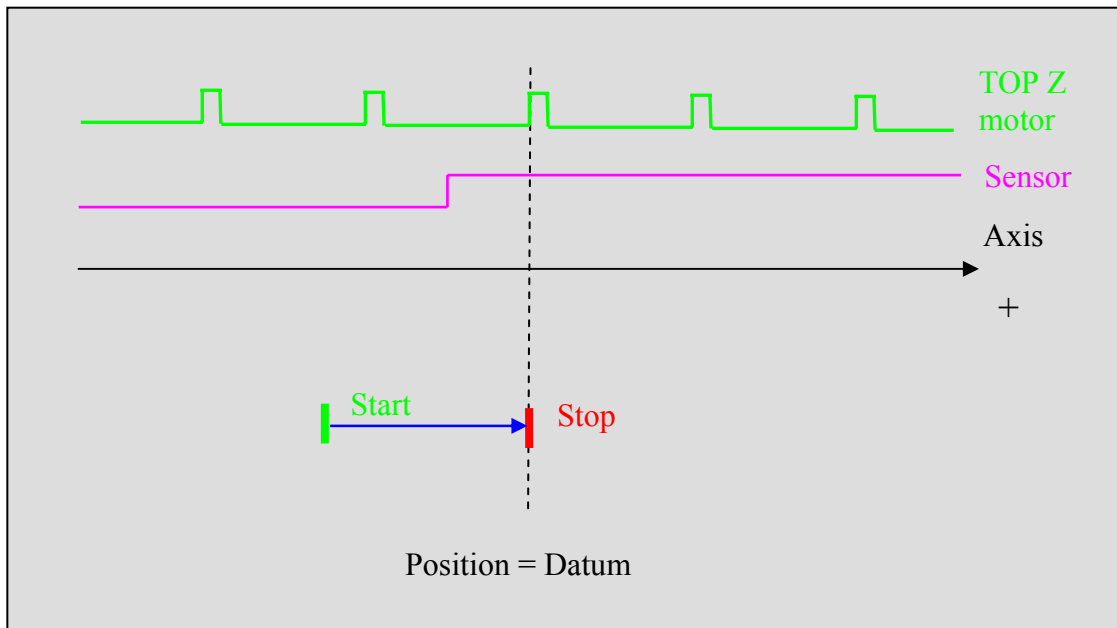 TOP Z
motor
Sensor
Axis
+
Start
Stop
Position = Datum